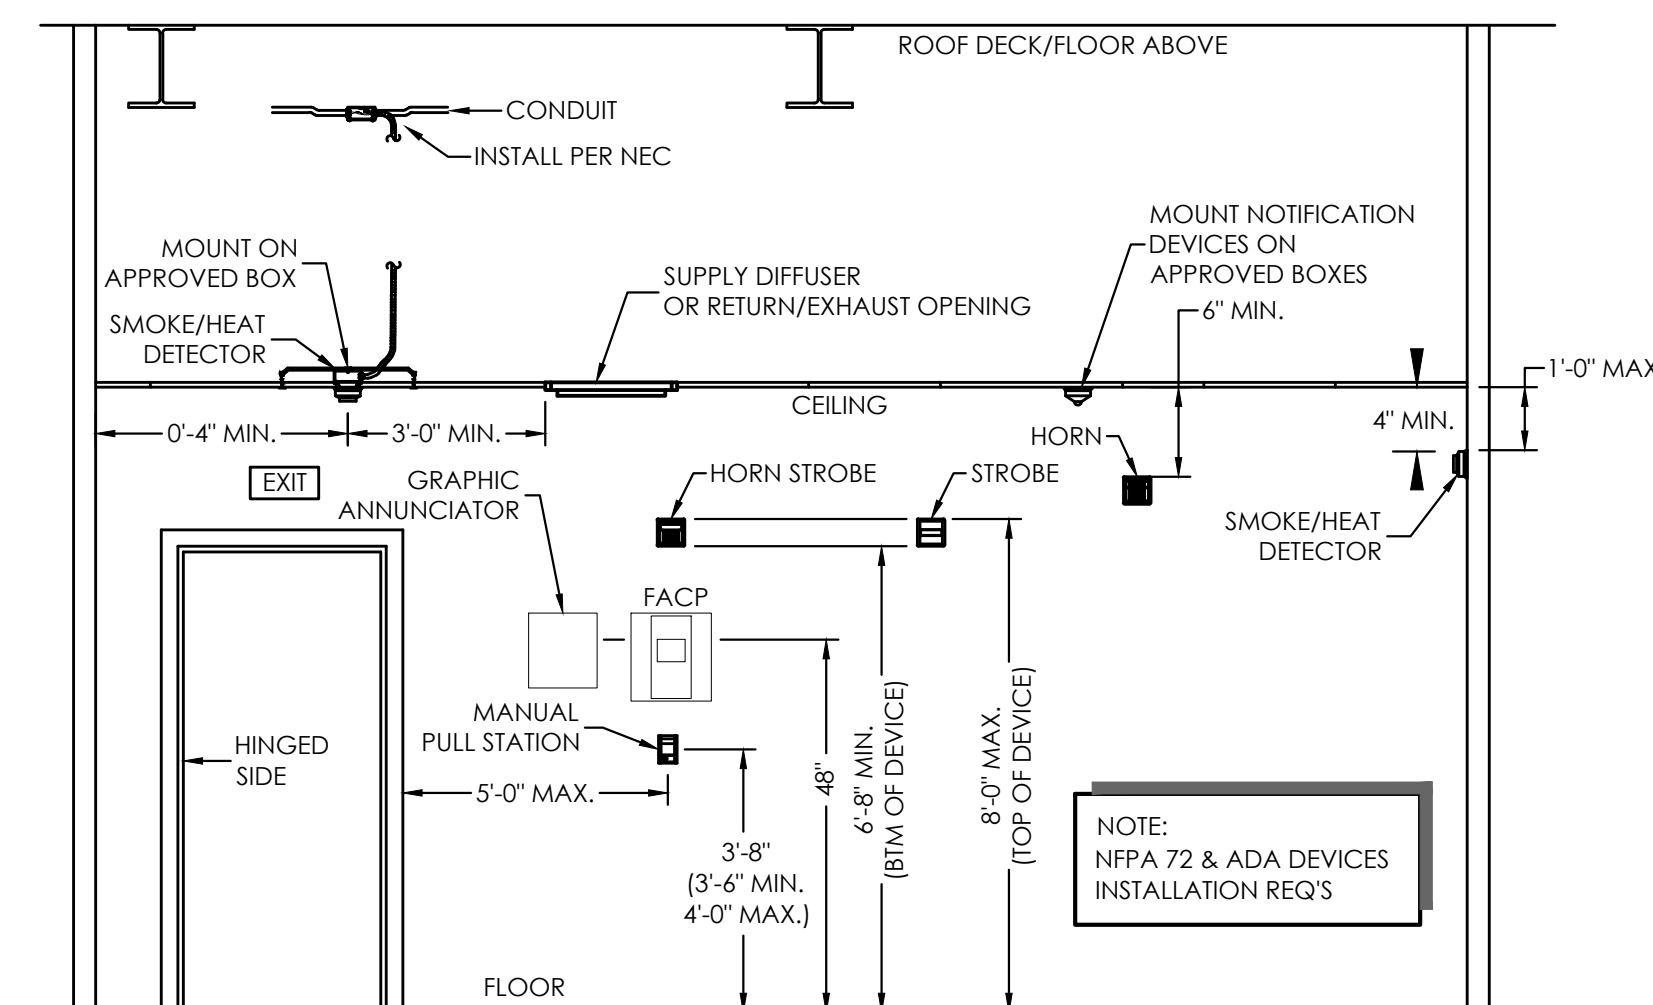 ROOF DECK/FLOOR ABOVE
CONDUIT
INSTALL PER NEC
MOUNT NOTIFICATION
DEVICES ON
APPROVED BOXES
MOUNT ON
APPROVED BOX
SUPPLY DIFFUSER
OR RETURN/EXHAUST OPENING
6" MIN.
SMOKE/HEAT
DETECTOR
1'-0" MAX
CEILING
4" MIN.
0'-4" MIN.
3'-0" MIN.
HORN
EXIT
GRAPHIC
ANNUNCIATOR
HORN STROBE
STROBE
SMOKE/HEAT
DETECTOR
FACP
MANUAL
PULL STATION
HINGED
SIDE
5'-0" MAX.
48"
6'-8" MIN.
(BTM OF DEVICE)
8'-0" MAX.
(TOP OF DEVICE)
3'-8"
(3'-6" MIN.
4'-0" MAX.)
NOTE:
NFPA 72 & ADA DEVICES
INSTALLATION REQ'S
FLOOR